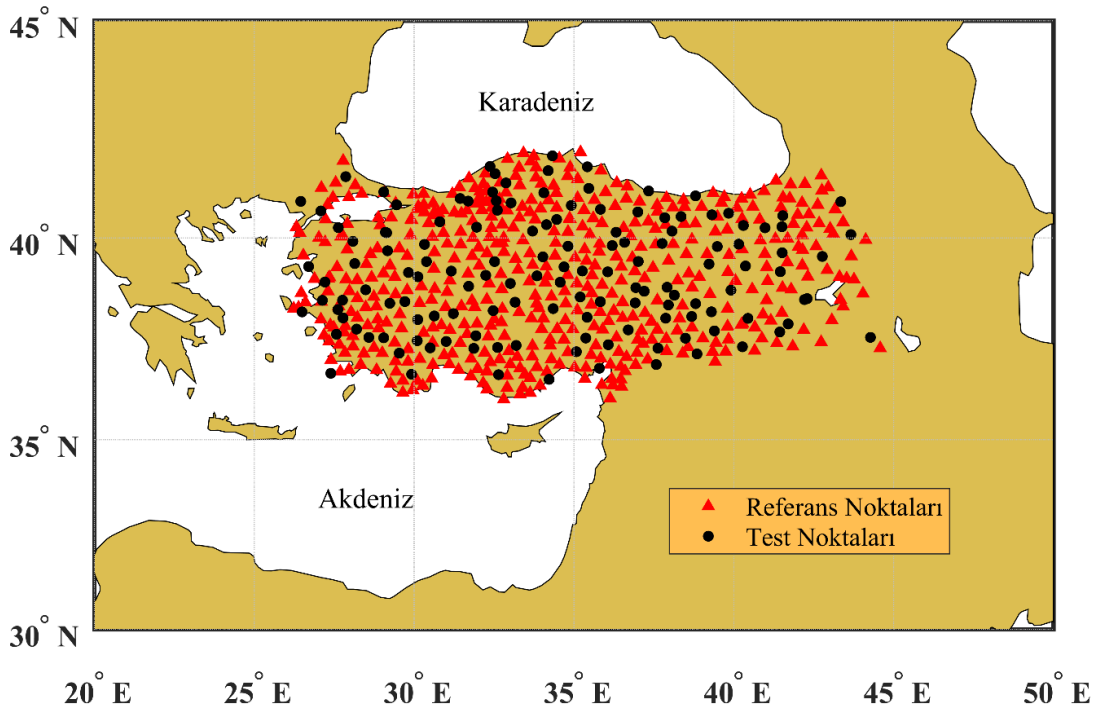 45° N
Karadeniz
40° N
35° N
Akdeniz
Referans Noktaları
Test Noktaları
30° N
20° E 25° E 30° E 35° E 40° E 45° E 50° E